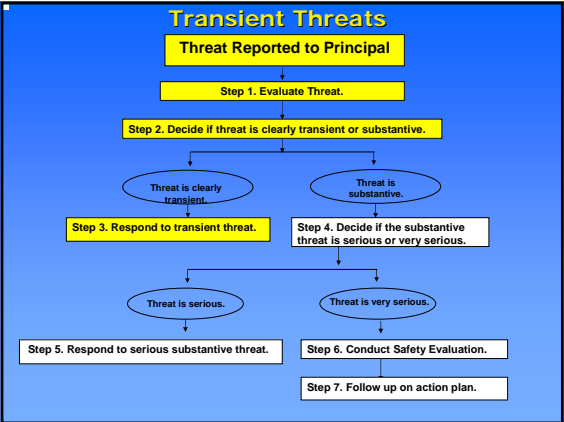 Transient Threats
Threat Reported to Principal
Step 1. Evaluate Threat.
Step 2. Decide if threat is clearly transient or substantive.
Threat is clearly
transient.
Threat is
substantive.
Step 3. Respond to transient threat.
Step 4. Decide if the substantive
threat is serious or very serious.
Threat is serious.
Threat is very serious.
Step 5. Respond to serious substantive threat.
Step 6. Conduct Safety Evaluation.
Step 7. Follow up on action plan.